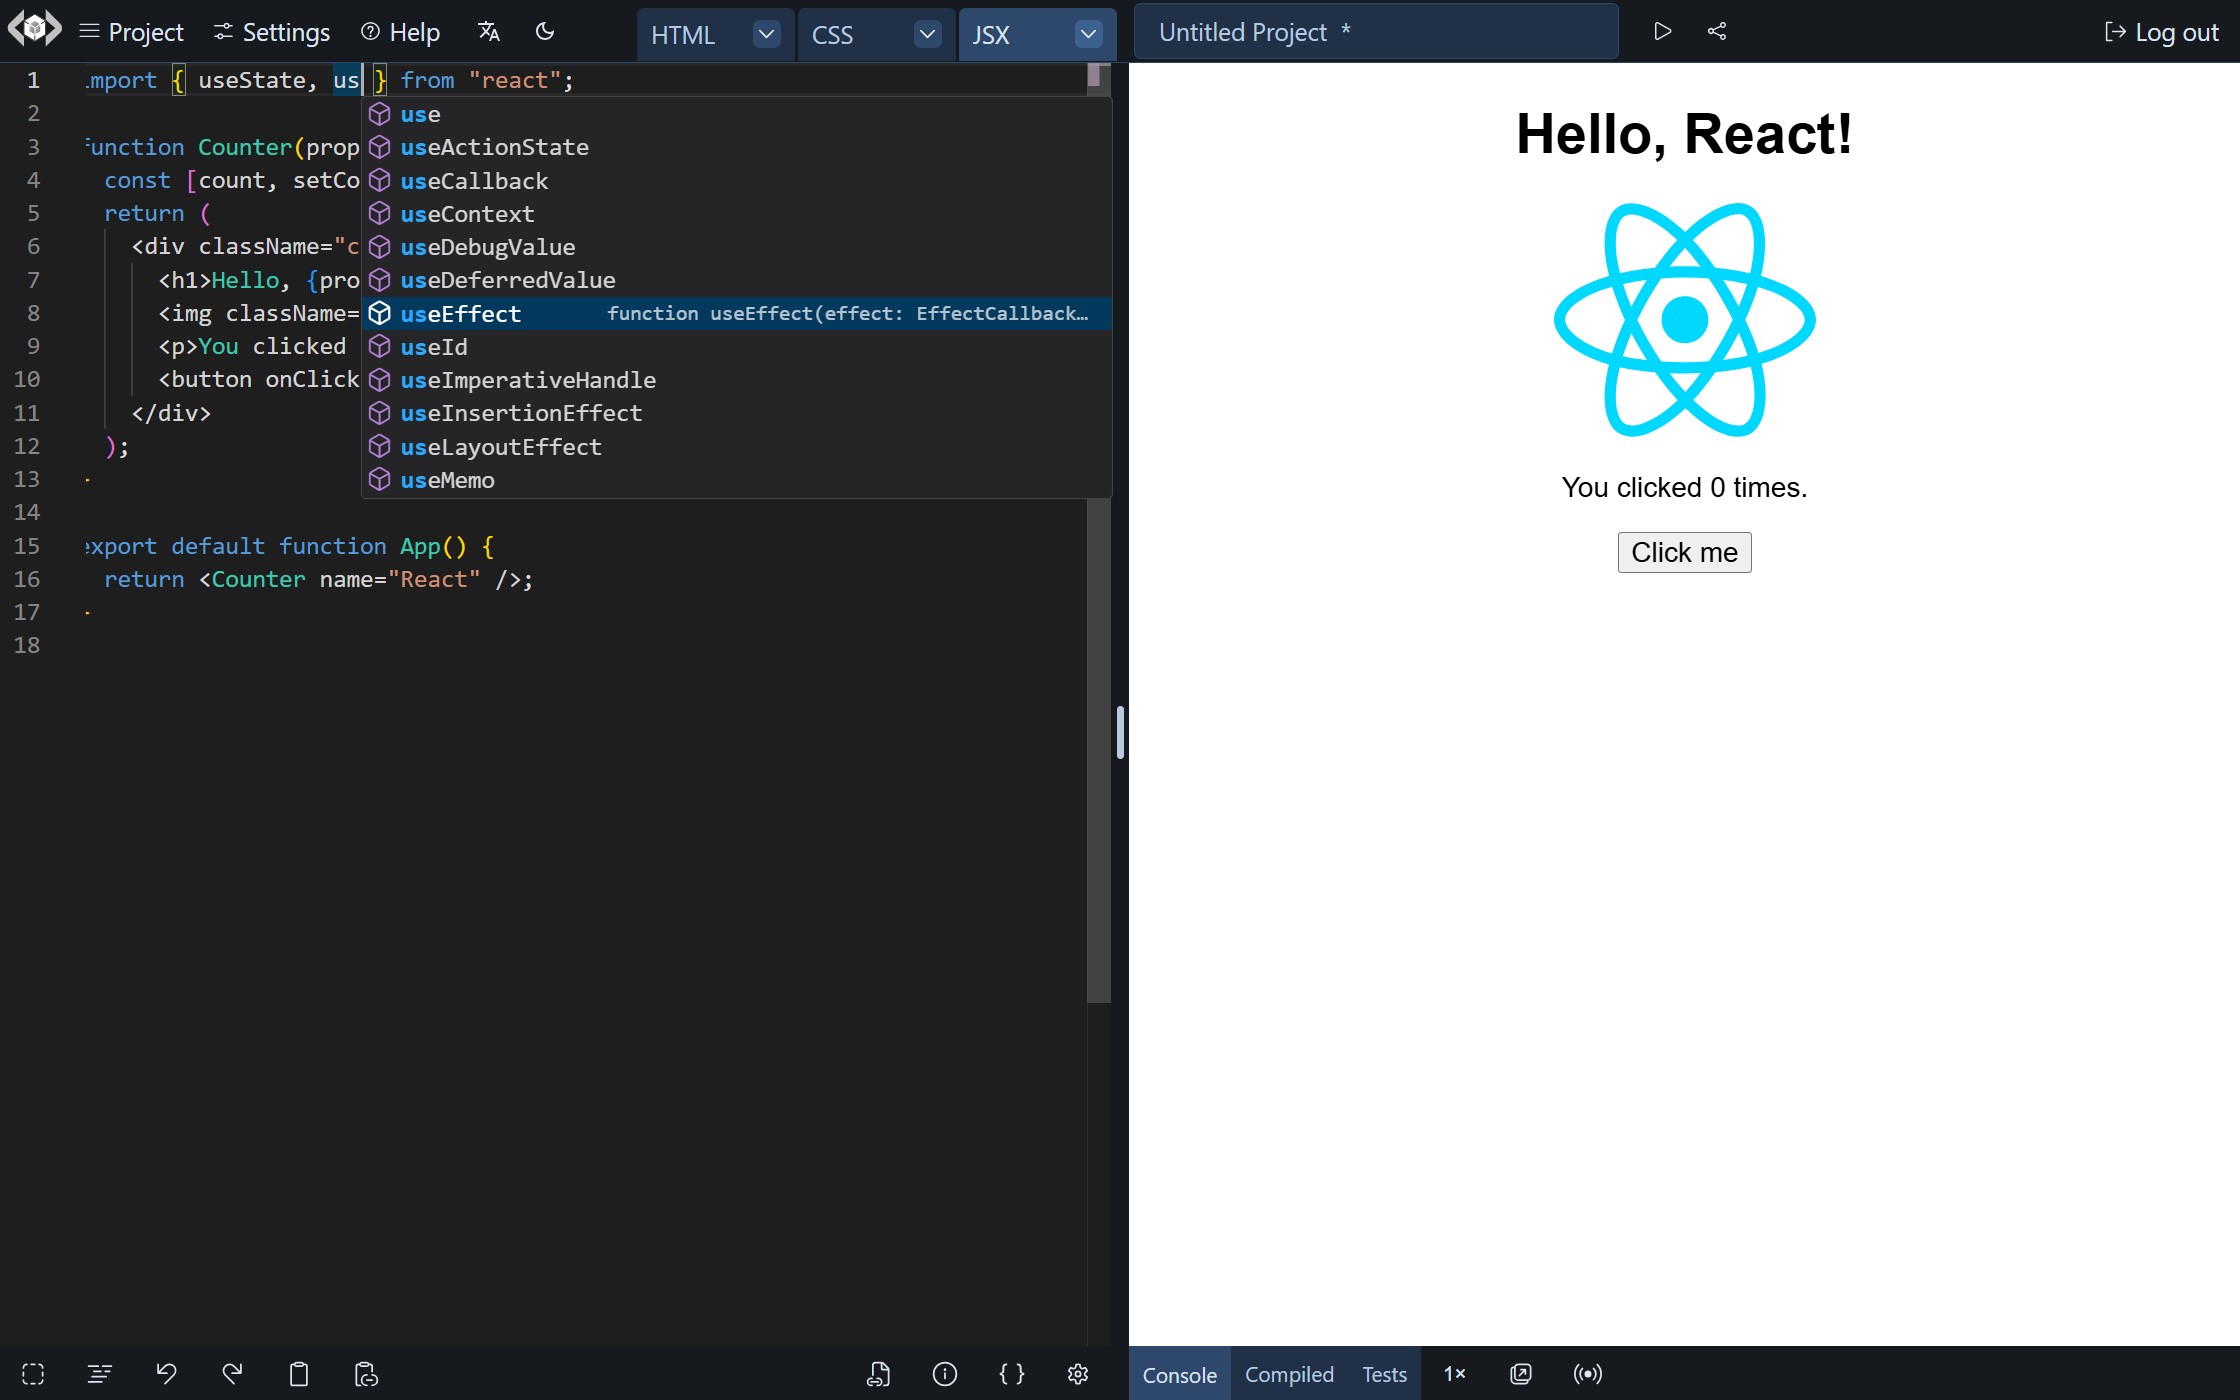 Project Settings Help HTML CSS JSX Untitled Project * Log out
1 import { useState, us } from "react";
2
3 function Counter(prop
4 const [count, setCo
5 return (
6 <div className="c
7 <h1>Hello, {pro
8 <img className=
9 <p>You clicked
10 <button onClick
11 </div>
12 );
13
14
15 export default function App() {
16 return <Counter name="React" />;
17
18
use
useActionState
useCallback
useContext
useDebugValue
useDeferredValue
useEffect function useEffect(effect: EffectCallback…
useId
useImperativeHandle
useInsertionEffect
useLayoutEffect
useMemo
Hello, React!
You clicked 0 times.
Click me
{ } Console Compiled Tests 1×